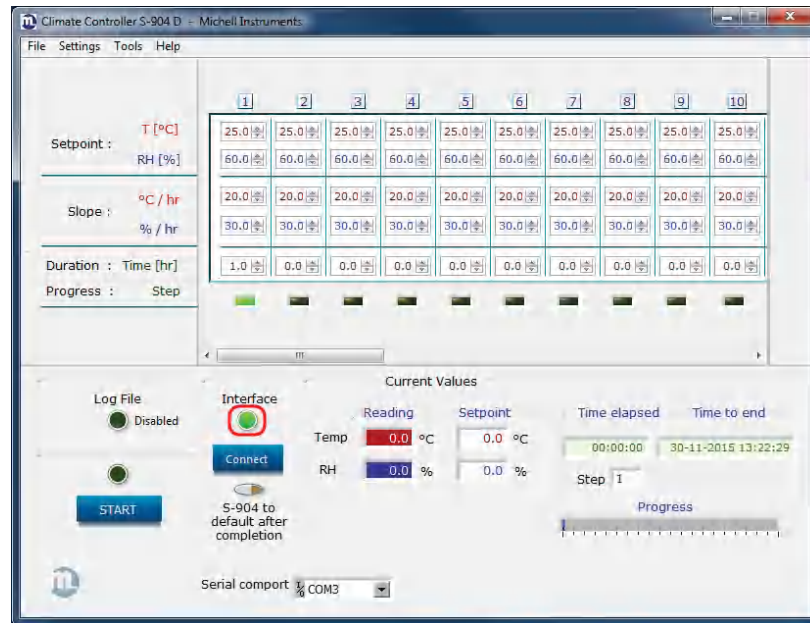 Climate Controller S-904 D - Michell Instruments
File Settings Tools Help
1 2 3 4 5 6 7 8 9 10
Setpoint :
T [ºC] 25.0 25.0 25.0 25.0 25.0 25.0 25.0 25.0 25.0 25.0
RH [%] 60.0 60.0 60.0 60.0 60.0 60.0 60.0 60.0 60.0 60.0
Slope :
ºC / hr 20.0 20.0 20.0 20.0 20.0 20.0 20.0 20.0 20.0 20.0
% / hr 30.0 30.0 30.0 30.0 30.0 30.0 30.0 30.0 30.0 30.0
Duration : Time [hr] 1.0 0.0 0.0 0.0 0.0 0.0 0.0 0.0 0.0 0.0
Progress : Step
Log File
Disabled
START
Interface
Connect
S-904 to
default after
completion
Serial comport COM3
Current Values
Reading Setpoint
Temp 0.0 ºC 0.0 ºC
RH 0.0 % 0.0 %
Time elapsed Time to end
00:00:00 30-11-2015 13:22:29
Step 1
Progress